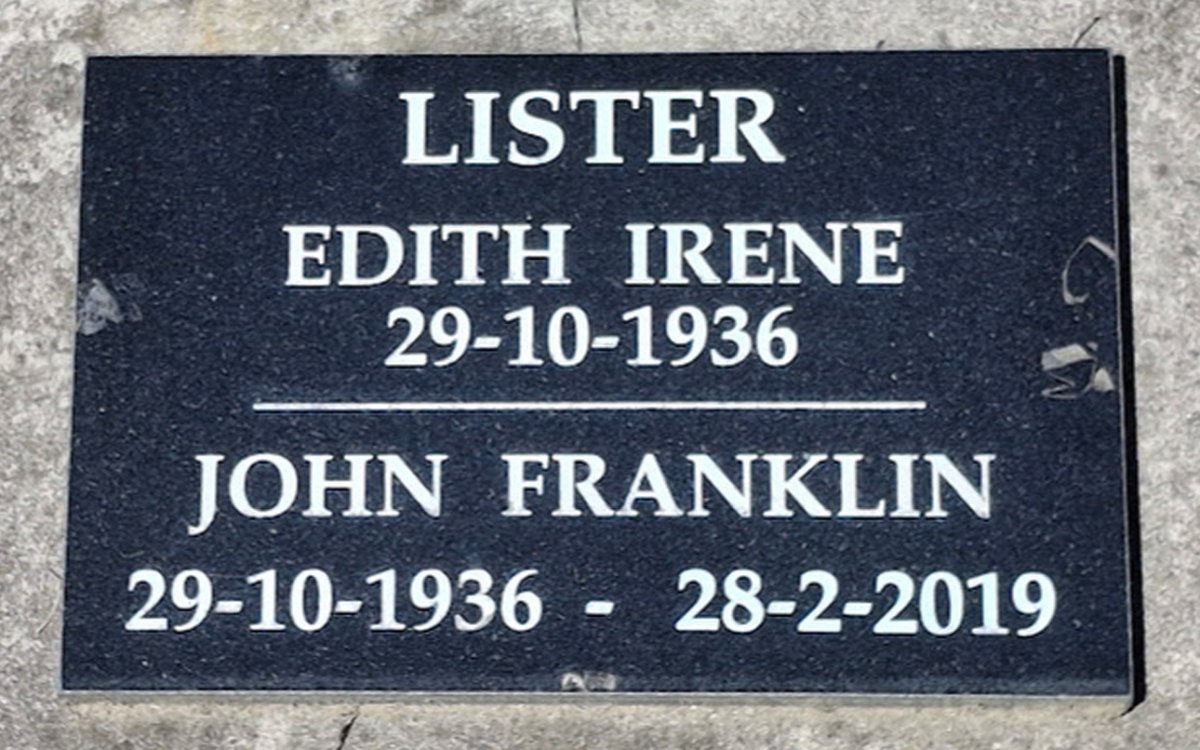 LISTER
EDITH IRENE
29-10-1936
JOHN FRANKLIN
29-10-1936 - 28-2-2019